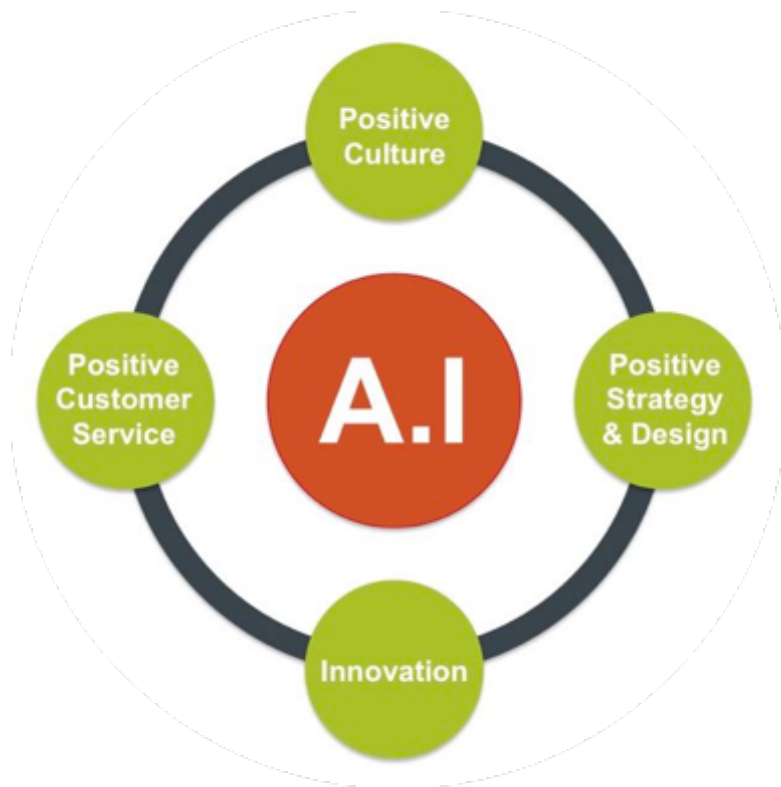 Positive
Culture
Positive
Customer
Service
A.I
Positive
Strategy
& Design
Innovation